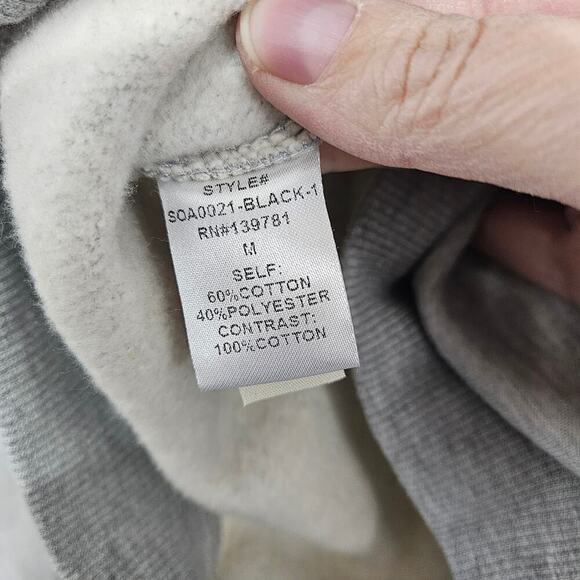 STYLE#
SOA0021-BLACK-1
RN#139781
M
SELF:
60%COTTON
40%POLYESTER
CONTRAST:
100%COTTON